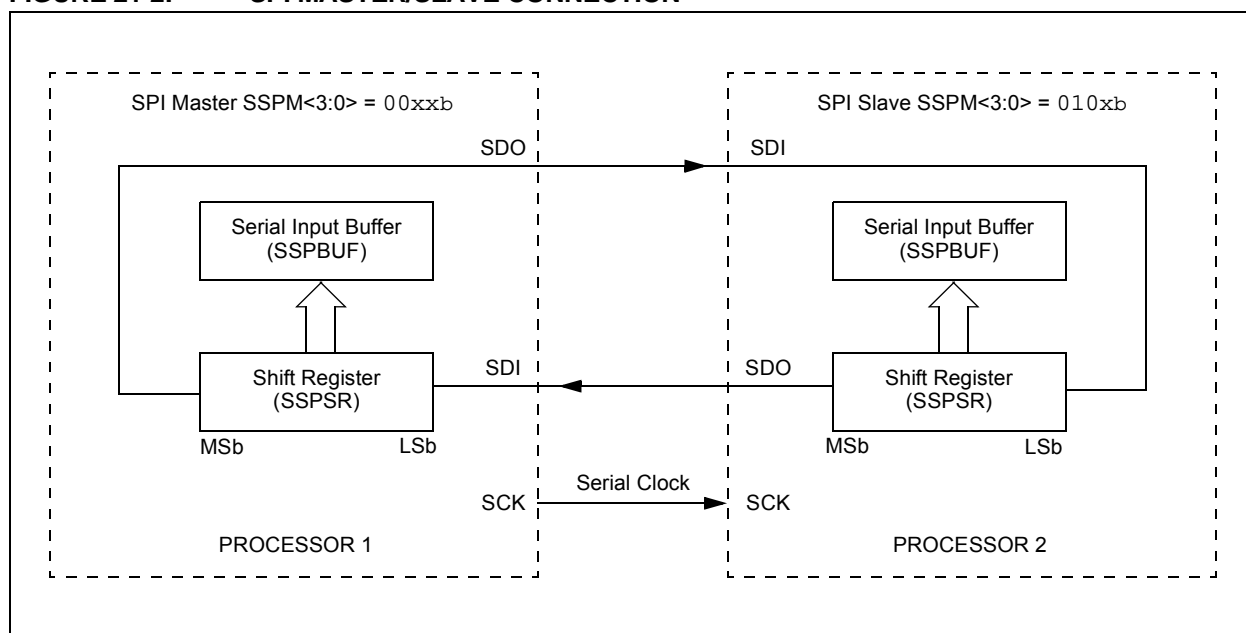 SPI Master SSPM<3:0> = 00xxb
SPI Slave SSPM<3:0> = 010xb
SDO
SDI
Serial Input Buffer
(SSPBUF)
Serial Input Buffer
(SSPBUF)
Shift Register
(SSPSR)
SDI
SDO
Shift Register
(SSPSR)
MSb
LSb
MSb
LSb
Serial Clock
SCK
SCK
PROCESSOR 1
PROCESSOR 2